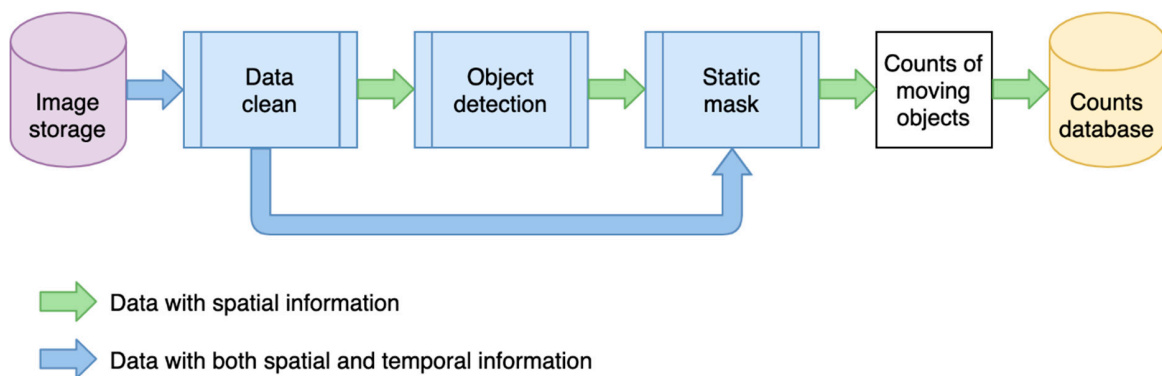 Image
storage
Data
clean
Object
detection
Static
mask
Counts of
moving
objects
Counts
database
Data with spatial information
Data with both spatial and temporal information